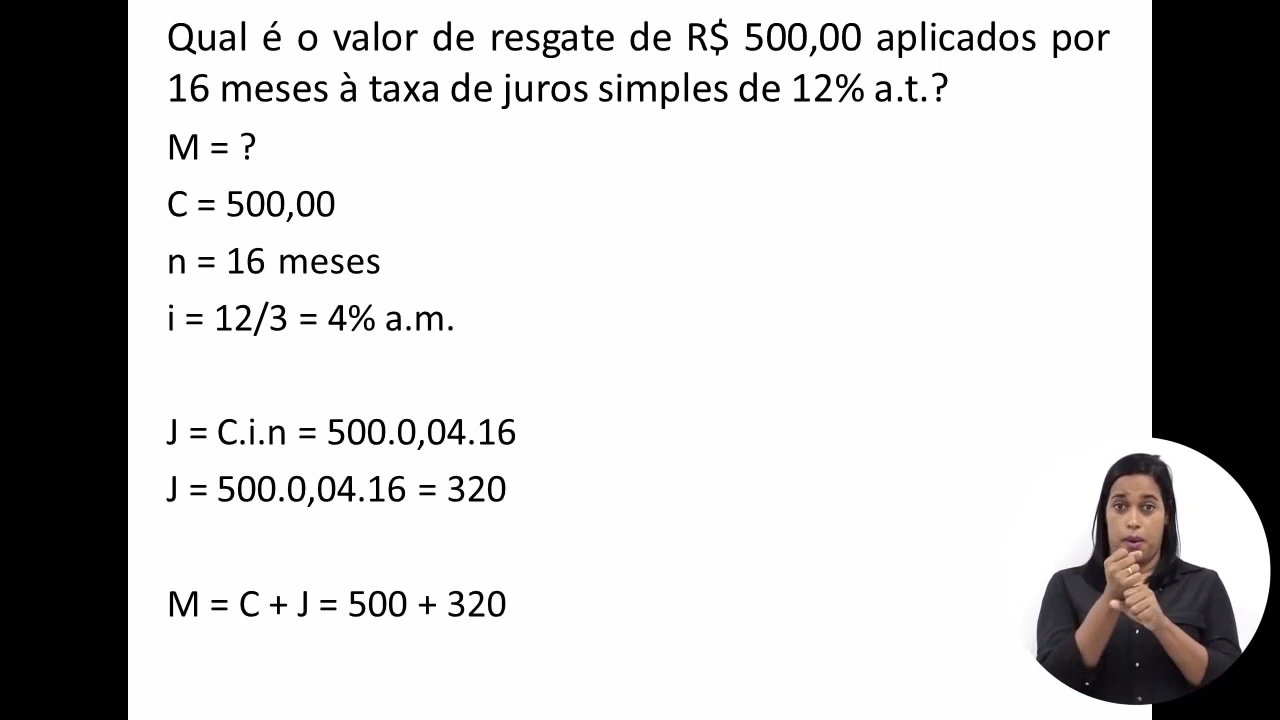 Qual é o valor de resgate de R$ 500,00 aplicados por
16 meses à taxa de juros simples de 12% a.t.?
M = ?
C = 500,00
n = 16 meses
i = 12/3 = 4% a.m.
J = C.i.n = 500.0,04.16
J = 500.0,04.16 = 320
M = C + J = 500 + 320